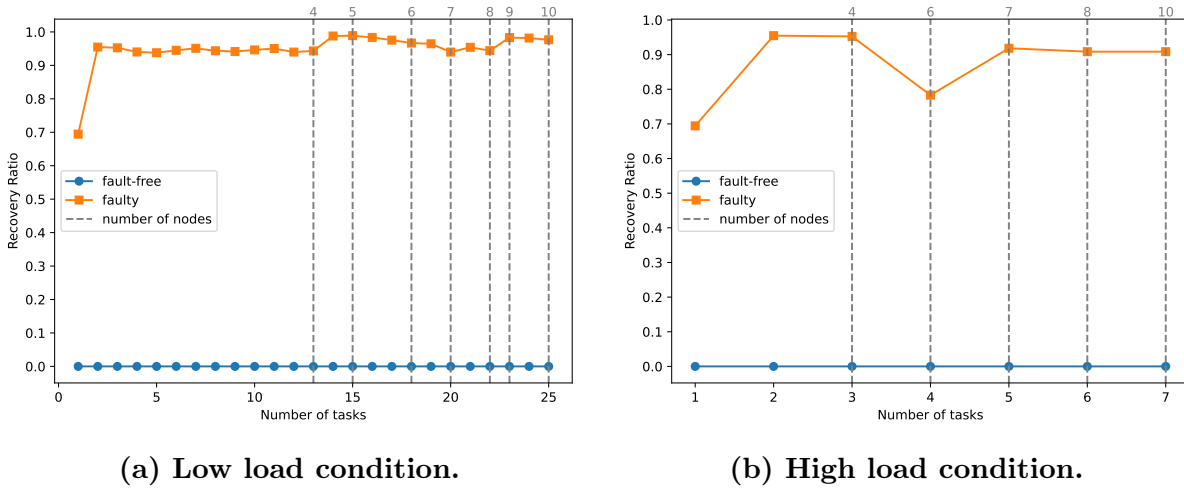 4 5 6 7 8 9 10
1.0
0.9
0.8
0.7
0.6
0.5
0.4
0.3
0.2
0.1
0.0
Recovery Ratio
fault-free
faulty
number of nodes
0 5 10 15 20 25
Number of tasks
(a) Low load condition.
4 6 7 8 10
1.0
0.9
0.8
0.7
0.6
0.5
0.4
0.3
0.2
0.1
0.0
Recovery Ratio
fault-free
faulty
number of nodes
1 2 3 4 5 6 7
Number of tasks
(b) High load condition.